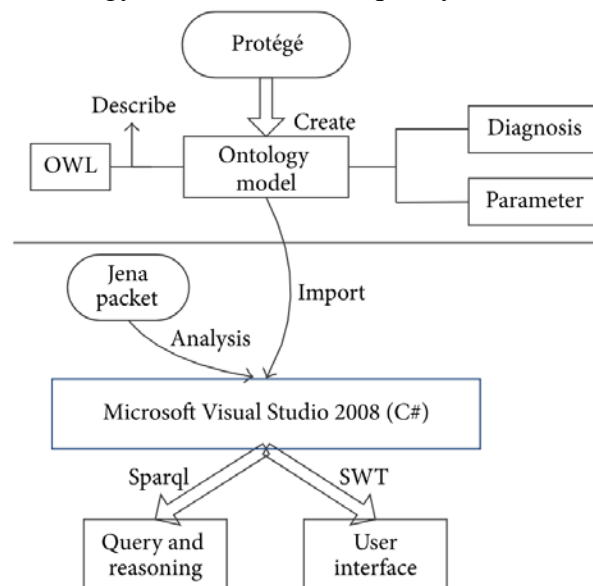 Protégé
Describe
Create
OWL
Ontology
model
Diagnosis
Parameter
Jena
packet
Import
Analysis
Microsoft Visual Studio 2008 (C#)
Sparql
SWT
Query and
reasoning
User
interface